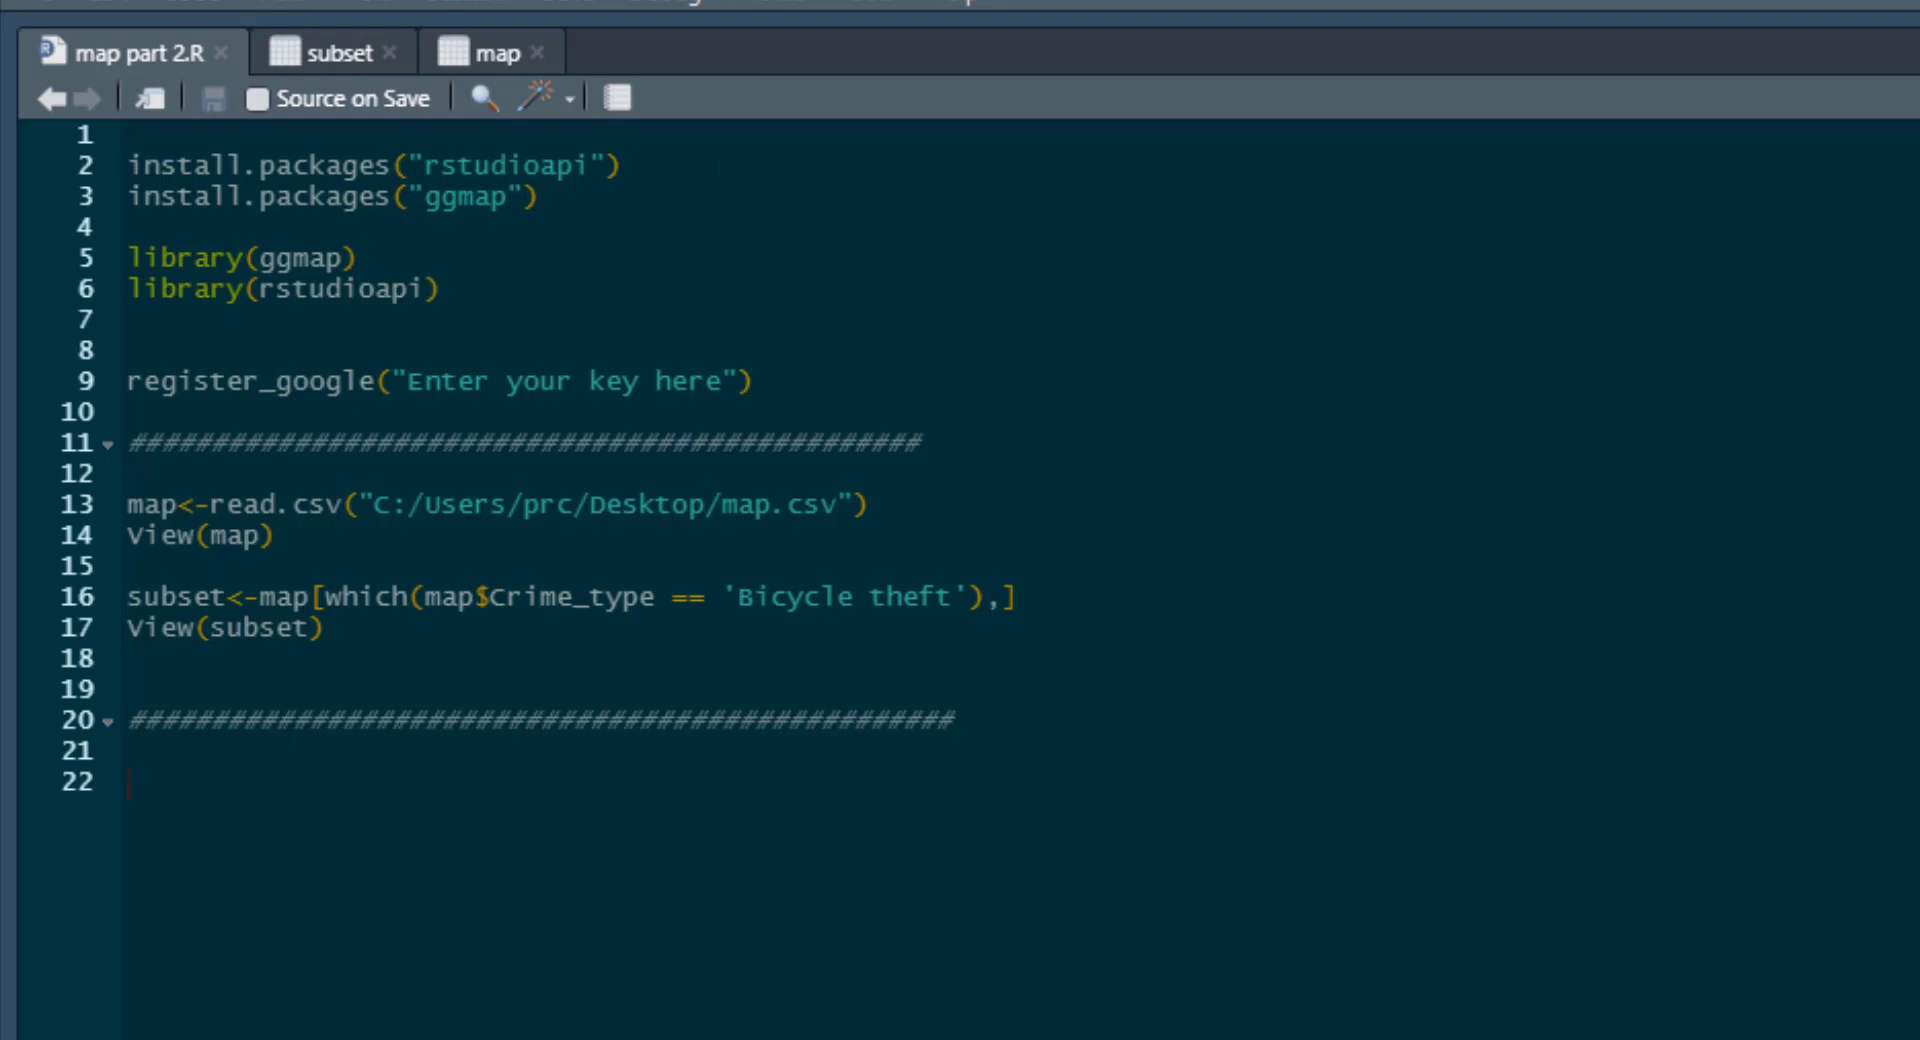 map part 2.R
subset
map
Source on Save
1
2 install.packages("rstudioapi")
3 install.packages("ggmap")
4
5 library(ggmap)
6 library(rstudioapi)
7
8
9 register_google("Enter your key here")
10
11 ################################################
12
13 map<-read.csv("C:/Users/prc/Desktop/map.csv")
14 View(map)
15
16 subset<-map[which(map$Crime_type == 'Bicycle theft'),]
17 View(subset)
18
19
20 ##################################################
21
22